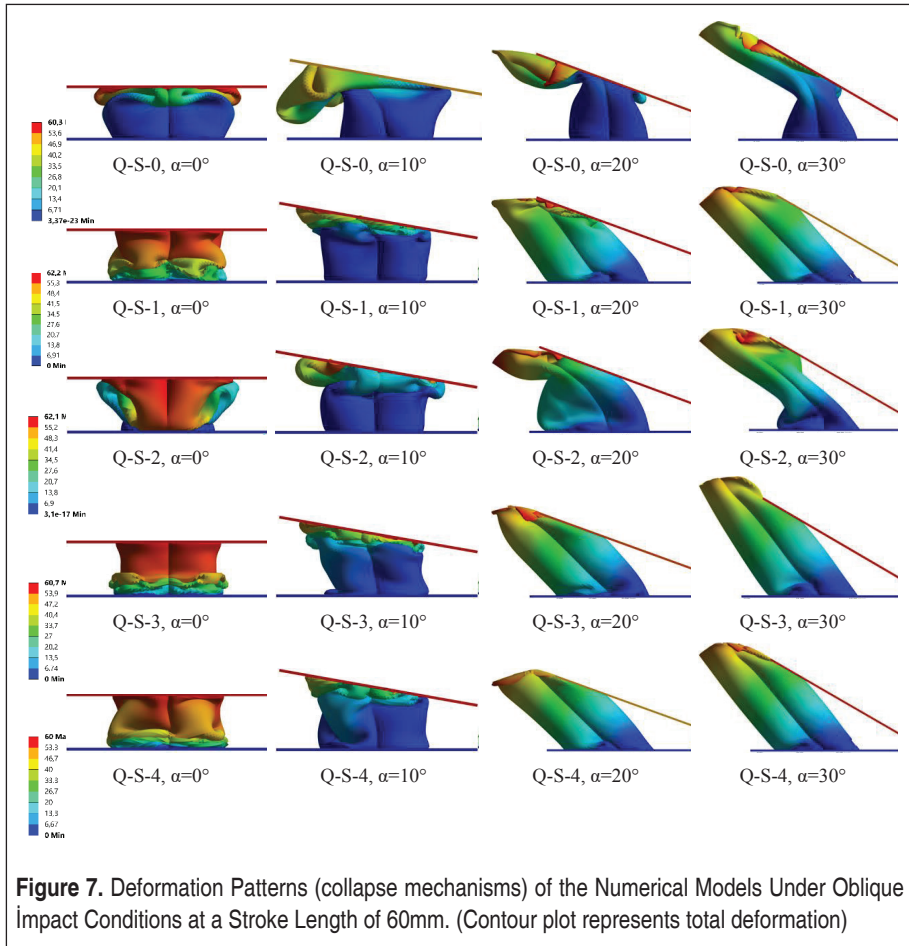 60,3
53,6
46,9
40,2
33,5
26,8
20,1
13,4
6,71
3,37e-23 Min
Q-S-0, α=0°
Q-S-0, α=10°
Q-S-0, α=20°
Q-S-0, α=30°
62,2
55,3
48,4
41,5
34,5
27,6
20,7
13,8
6,91
0 Min
Q-S-1, α=0°
Q-S-1, α=10°
Q-S-1, α=20°
Q-S-1, α=30°
62,1
55,2
48,3
41,4
34,5
27,6
20,7
13,8
6,9
3,1e-17 Min
Q-S-2, α=0°
Q-S-2, α=10°
Q-S-2, α=20°
Q-S-2, α=30°
60,7
53,9
47,2
40,4
33,7
27
20,2
13,5
6,74
0 Min
Q-S-3, α=0°
Q-S-3, α=10°
Q-S-3, α=20°
Q-S-3, α=30°
60 Ma
53,3
46,7
40
33,3
26,7
20
13,3
6,67
0 Min
Q-S-4, α=0°
Q-S-4, α=10°
Q-S-4, α=20°
Q-S-4, α=30°
Figure 7. Deformation Patterns (collapse mechanisms) of the Numerical Models Under Oblique
İmpact Conditions at a Stroke Length of 60mm. (Contour plot represents total deformation)